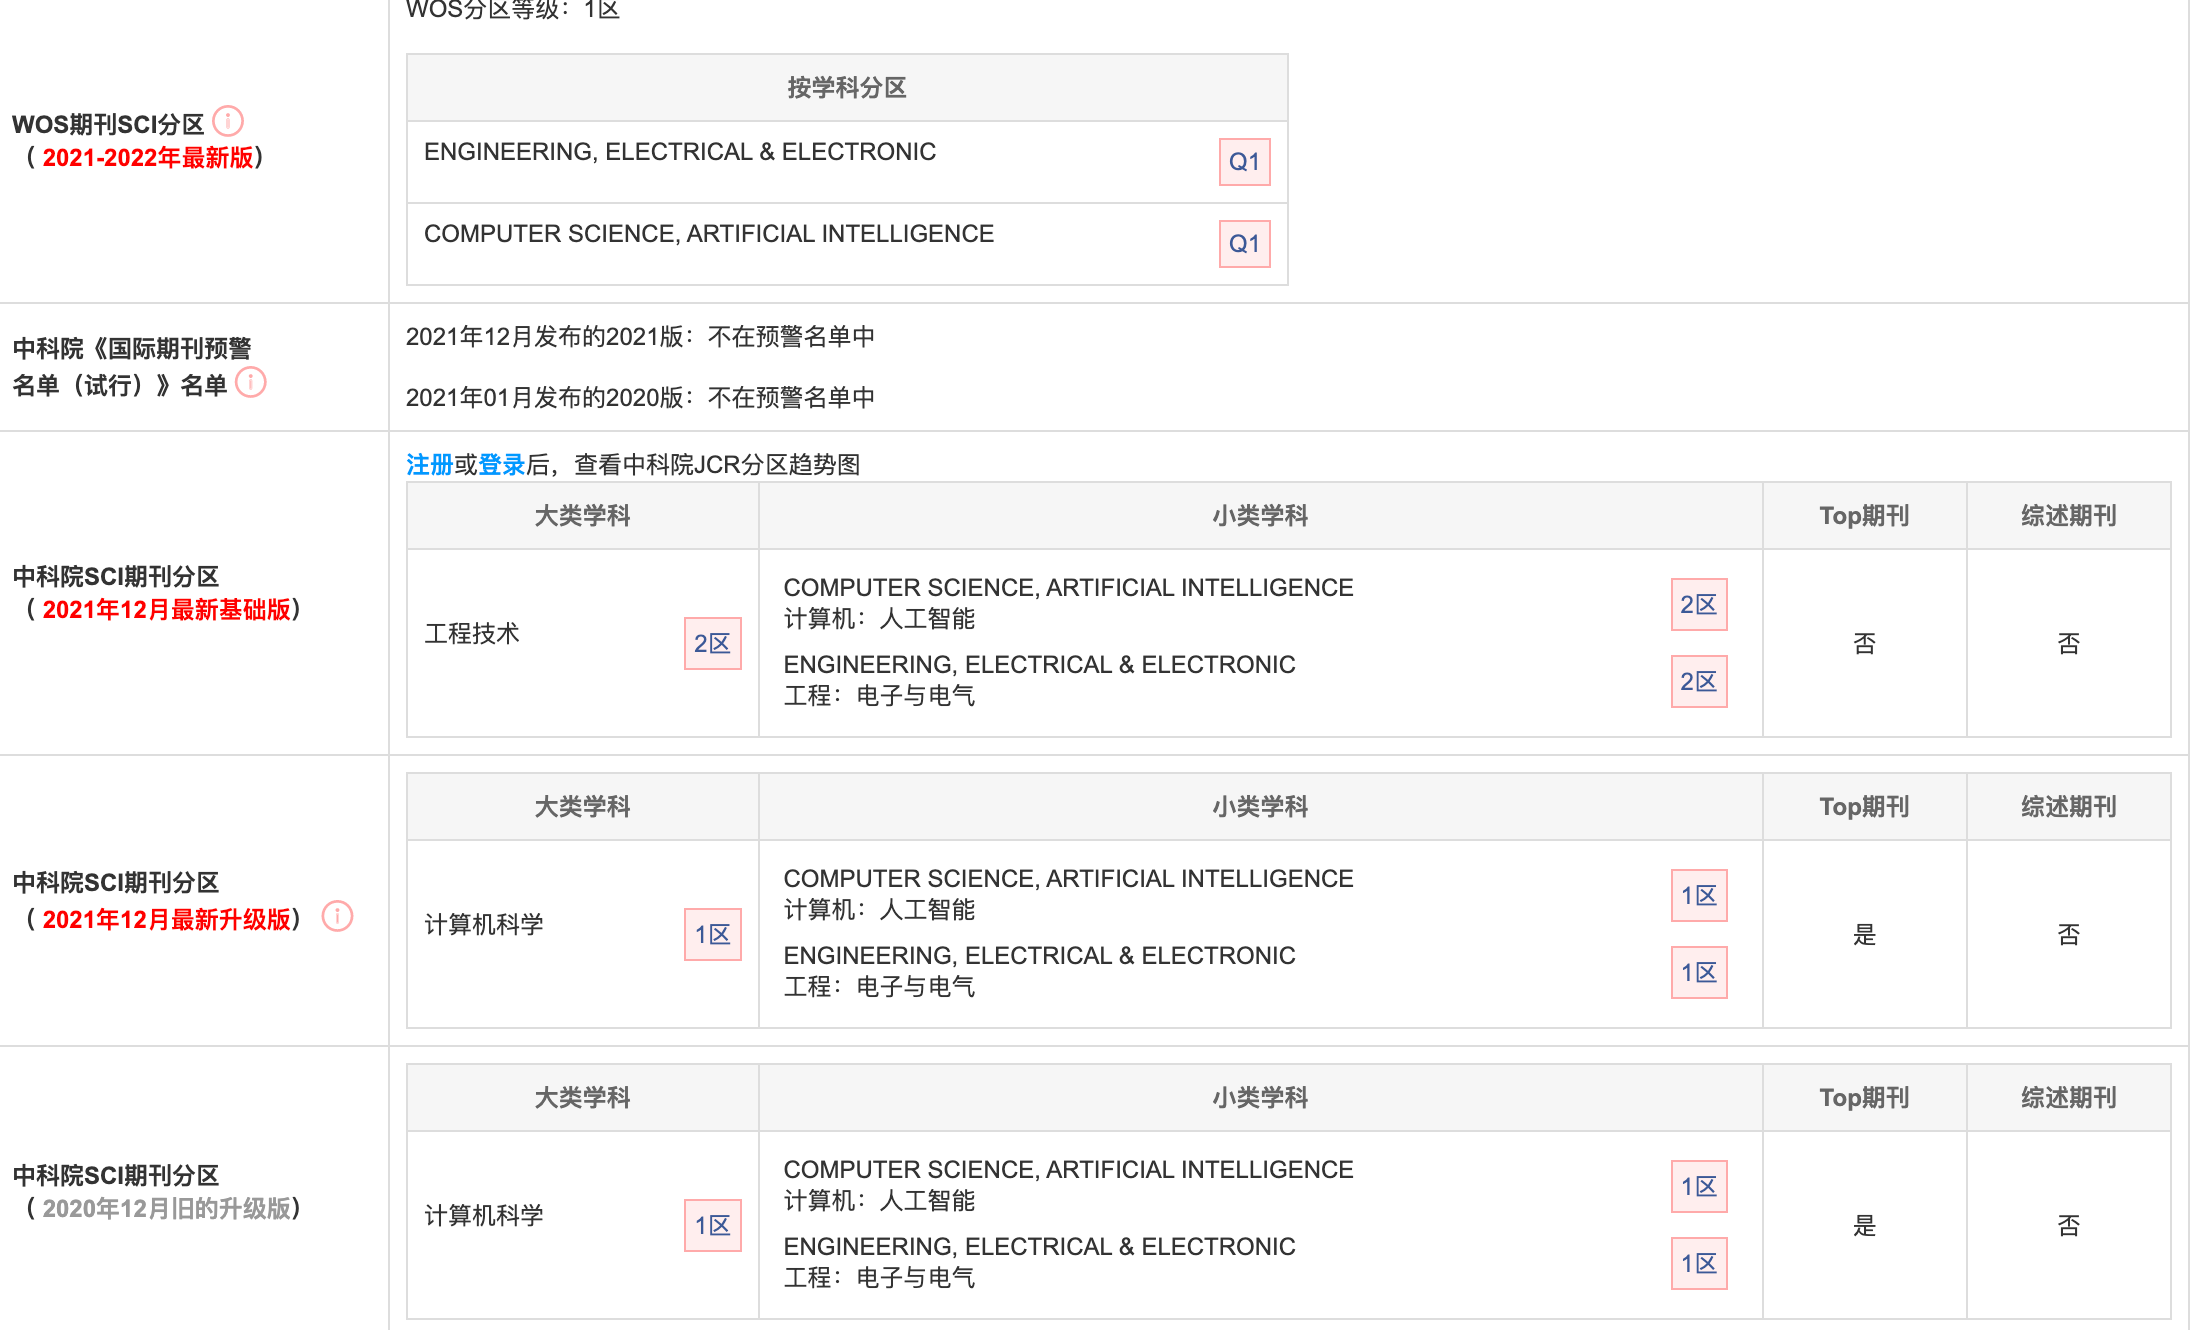 WOS分区等级：1区
WOS期刊SCI分区
（ 2021-2022年最新版）
按学科分区
ENGINEERING, ELECTRICAL & ELECTRONIC
Q1
COMPUTER SCIENCE, ARTIFICIAL INTELLIGENCE
Q1
中科院《国际期刊预警
名单（试行）》名单
2021年12月发布的2021版：不在预警名单中
2021年01月发布的2020版：不在预警名单中
中科院SCI期刊分区
（ 2021年12月最新基础版）
注册或登录后，查看中科院JCR分区趋势图
大类学科
小类学科
Top期刊
综述期刊
工程技术
2区
COMPUTER SCIENCE, ARTIFICIAL INTELLIGENCE
计算机：人工智能
2区
ENGINEERING, ELECTRICAL & ELECTRONIC
工程：电子与电气
2区
否
否
中科院SCI期刊分区
（ 2021年12月最新升级版）
大类学科
小类学科
Top期刊
综述期刊
计算机科学
1区
COMPUTER SCIENCE, ARTIFICIAL INTELLIGENCE
计算机：人工智能
1区
ENGINEERING, ELECTRICAL & ELECTRONIC
工程：电子与电气
1区
是
否
中科院SCI期刊分区
（ 2020年12月旧的升级版）
大类学科
小类学科
Top期刊
综述期刊
计算机科学
1区
COMPUTER SCIENCE, ARTIFICIAL INTELLIGENCE
计算机：人工智能
1区
ENGINEERING, ELECTRICAL & ELECTRONIC
工程：电子与电气
1区
是
否